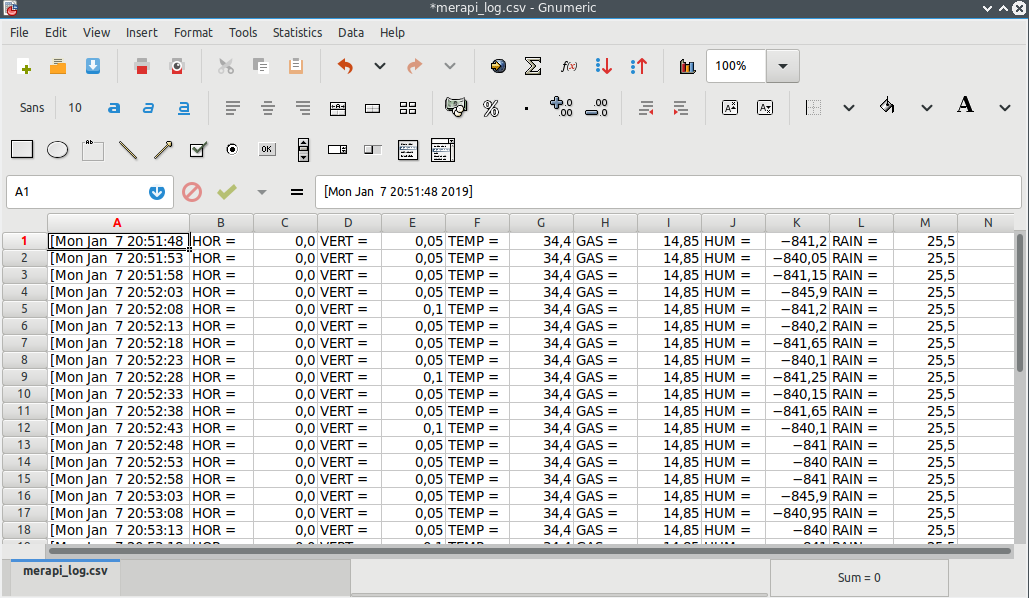 *merapi_log.csv - Gnumeric
File Edit View Insert Format Tools Statistics Data Help
f(x) 100%
Sans 10 a a a % .0 .00 .00 .0 A A A
Ab OK
A1 = [Mon Jan  7 20:51:48 2019]
A B C D E F G H I J K L M N
1 [Mon Jan  7 20:51:48 HOR = 0,0 VERT = 0,05 TEMP = 34,4 GAS = 14,85 HUM = −841,2 RAIN = 25,5
2 [Mon Jan  7 20:51:53 HOR = 0,0 VERT = 0,05 TEMP = 34,4 GAS = 14,85 HUM = −840,05 RAIN = 25,5
3 [Mon Jan  7 20:51:58 HOR = 0,0 VERT = 0,05 TEMP = 34,4 GAS = 14,85 HUM = −841,15 RAIN = 25,5
4 [Mon Jan  7 20:52:03 HOR = 0,0 VERT = 0,05 TEMP = 34,4 GAS = 14,85 HUM = −845,9 RAIN = 25,5
5 [Mon Jan  7 20:52:08 HOR = 0,0 VERT = 0,1 TEMP = 34,4 GAS = 14,85 HUM = −841,2 RAIN = 25,5
6 [Mon Jan  7 20:52:13 HOR = 0,0 VERT = 0,05 TEMP = 34,4 GAS = 14,85 HUM = −840,2 RAIN = 25,5
7 [Mon Jan  7 20:52:18 HOR = 0,0 VERT = 0,05 TEMP = 34,4 GAS = 14,85 HUM = −841,65 RAIN = 25,5
8 [Mon Jan  7 20:52:23 HOR = 0,0 VERT = 0,05 TEMP = 34,4 GAS = 14,85 HUM = −840,1 RAIN = 25,5
9 [Mon Jan  7 20:52:28 HOR = 0,0 VERT = 0,1 TEMP = 34,4 GAS = 14,85 HUM = −841,25 RAIN = 25,5
10 [Mon Jan  7 20:52:33 HOR = 0,0 VERT = 0,05 TEMP = 34,4 GAS = 14,85 HUM = −840,15 RAIN = 25,5
11 [Mon Jan  7 20:52:38 HOR = 0,0 VERT = 0,05 TEMP = 34,4 GAS = 14,85 HUM = −841,65 RAIN = 25,5
12 [Mon Jan  7 20:52:43 HOR = 0,0 VERT = 0,1 TEMP = 34,4 GAS = 14,85 HUM = −840,1 RAIN = 25,5
13 [Mon Jan  7 20:52:48 HOR = 0,0 VERT = 0,05 TEMP = 34,4 GAS = 14,85 HUM = −841 RAIN = 25,5
14 [Mon Jan  7 20:52:53 HOR = 0,0 VERT = 0,05 TEMP = 34,4 GAS = 14,85 HUM = −840 RAIN = 25,5
15 [Mon Jan  7 20:52:58 HOR = 0,0 VERT = 0,05 TEMP = 34,4 GAS = 14,85 HUM = −841 RAIN = 25,5
16 [Mon Jan  7 20:53:03 HOR = 0,0 VERT = 0,05 TEMP = 34,4 GAS = 14,85 HUM = −845,9 RAIN = 25,5
17 [Mon Jan  7 20:53:08 HOR = 0,0 VERT = 0,05 TEMP = 34,4 GAS = 14,85 HUM = −840,95 RAIN = 25,5
18 [Mon Jan  7 20:53:13 HOR = 0,0 VERT = 0,05 TEMP = 34,4 GAS = 14,85 HUM = −840 RAIN = 25,5
merapi_log.csv Sum = 0